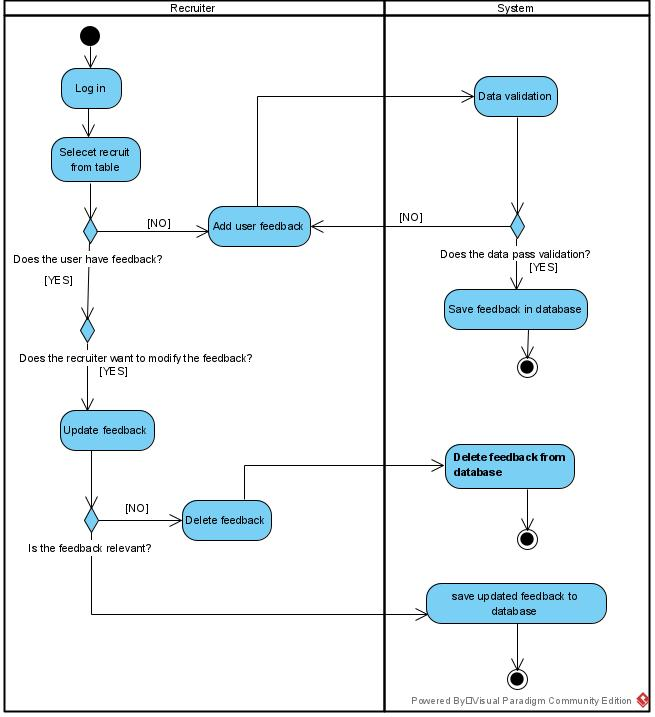 Recruiter
System
Log in
Data validation
Selecet recruit
from table
[NO]
Add user feedback
[NO]
Does the user have feedback?
Does the data pass validation?
[YES]
[YES]
Save feedback in database
Does the recruiter want to modify the feedback?
[YES]
Update feedback
Delete feedback from
database
[NO]
Delete feedback
Is the feedback relevant?
save updated feedback to
database
Powered By□Visual Paradigm Community Edition